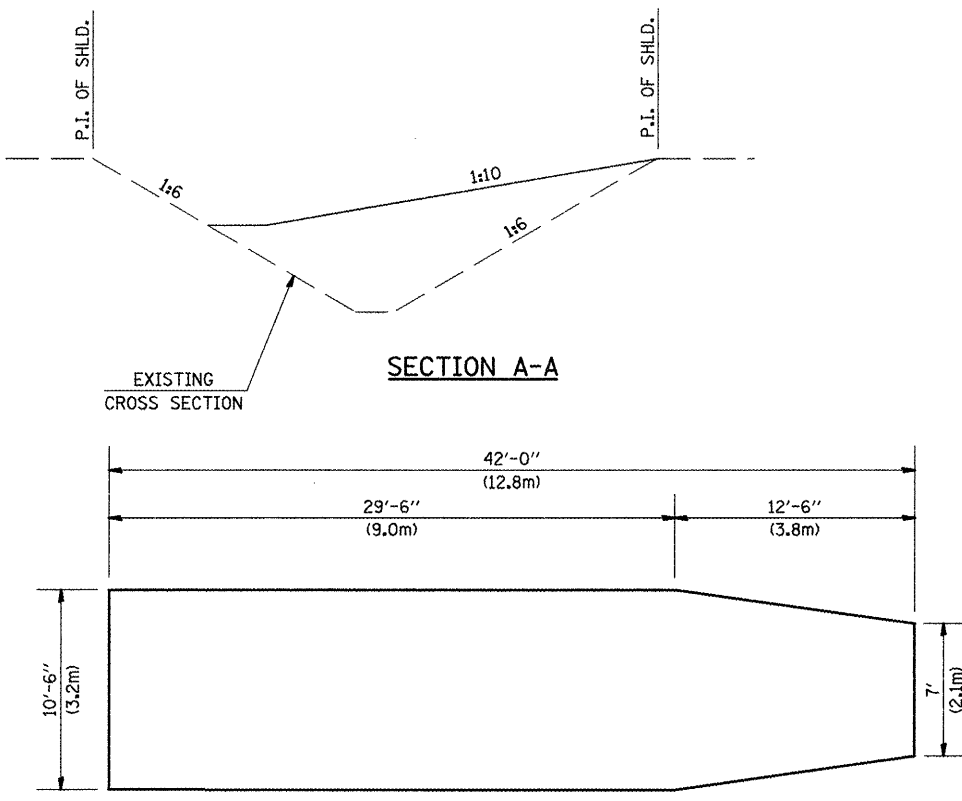 P.I. OF SHLD.
P.I. OF SHLD.
1:6
1:10
1:6
EXISTING
CROSS SECTION
SECTION A-A
42'-0"
(12.8m)
29'-6"
(9.0m)
12'-6"
(3.8m)
10'-6"
(3.2m)
7'
(2.1m)